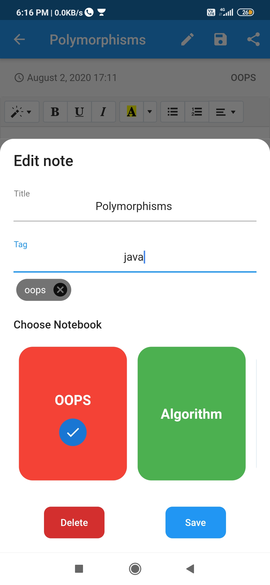 6:16 PM | 0.0KB/s
Polymorphisms
August 2, 2020 17:11
OOPS
B U I A
Edit note
Title
Polymorphisms
Tag
java
oops
Choose Notebook
OOPS
Algorithm
Delete
Save